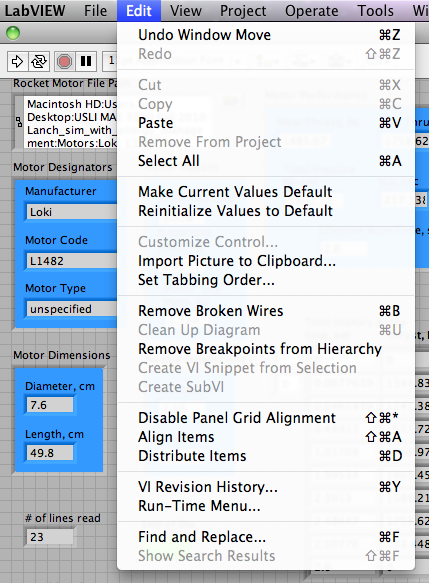 LabVIEW File Edit View Project Operate Tools
Rocket Motor File Pa
Macintosh HD:Use
Desktop:USLI MA
Lanch_sim_with_
ment:Motors:Lok
Motor Designators
Manufacturer
Loki
Motor Code
L1482
Motor Type
unspecified
Motor Dimensions
Diameter, cm
7.6
Length, cm
49.8
# of lines read
23
Undo Window Move ⌘Z
Redo ⇧⌘Z
Cut ⌘X
Copy ⌘C
Paste ⌘V
Remove From Project
Select All ⌘A
Make Current Values Default
Reinitialize Values to Default
Customize Control...
Import Picture to Clipboard...
Set Tabbing Order...
Remove Broken Wires ⌘B
Clean Up Diagram ⌘U
Remove Breakpoints from Hierarchy
Create VI Snippet from Selection
Create SubVI
Disable Panel Grid Alignment ⇧⌘*
Align Items ⇧⌘A
Distribute Items ⌘D
VI Revision History... ⌘Y
Run-Time Menu...
Find and Replace... ⌘F
Show Search Results ⇧⌘F